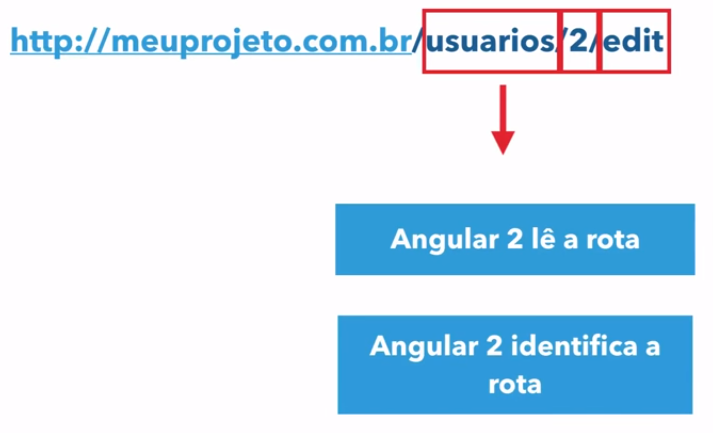 http://meuprojeto.com.br/usuarios/2/edit
Angular 2 lê a rota
Angular 2 identifica a
rota